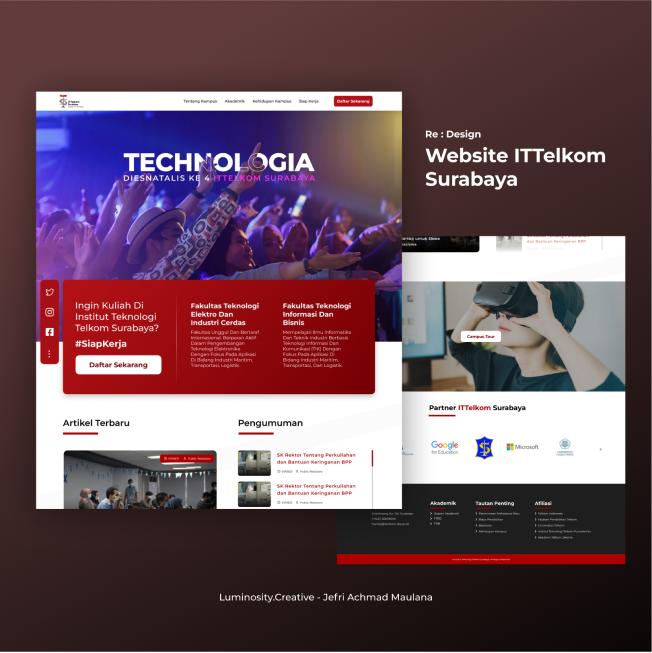 Re : Design
Website ITTelkom
Surabaya
Tentang Kampus
Akademik
Kehidupan Kampus
Siap Kerja
Daftar Sekarang
TECHNOLOGIA
DIESNATALIS KE 4 ITTELKOM SURABAYA
Ingin Kuliah Di
Institut Teknologi
Telkom Surabaya?
#SiapKerja
Daftar Sekarang
Fakultas Teknologi
Elektro Dan
Industri Cerdas
Fakultas Unggul Dan Bertaraf
Internasional, Berperan Aktif
Dalam Pengembangan
Teknologi Elektronika
Dengan Fokus Pada Aplikasi
Di Bidang Industri Maritim,
Transportasi, Logistik.
Fakultas Teknologi
Informasi Dan
Bisnis
Mempelajari Ilmu Informatika
Dan Teknik Industri Berbasis
Teknologi Informasi Dan
Komunikasi (TIK) Dengan
Fokus Pada Aplikasi Di
Bidang Industri Maritim,
Transportasi, Dan Logistik.
Artikel Terbaru
Pengumuman
SK Rektor Tentang Perkuliahan
dan Bantuan Keringanan BPP
SK Rektor Tentang Perkuliahan
dan Bantuan Keringanan BPP
dan Bantuan Keringanan BPP
Campus Tour
Partner ITTelkom Surabaya
Google
for Education
Microsoft
Akademik
Tautan Penting
Afiliasi
Luminosity.Creative - Jefri Achmad Maulana